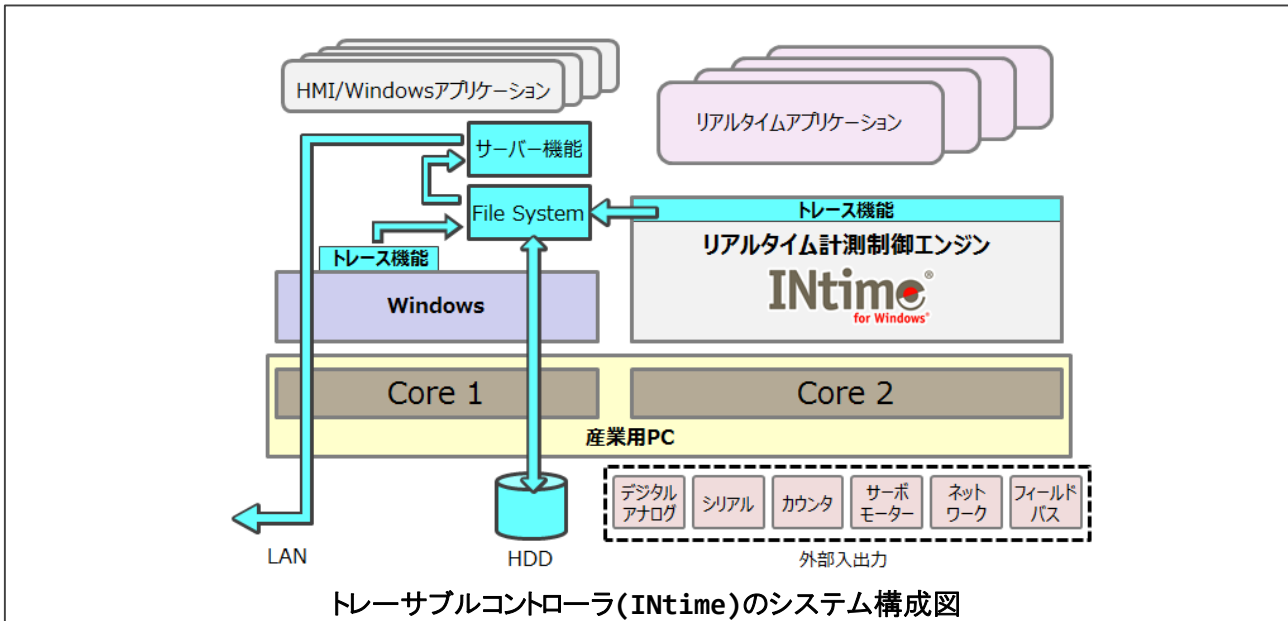 HMI/Windowsアプリケーション
リアルタイムアプリケーション
サーバー機能
File System
トレース機能
トレース機能
リアルタイム計測制御エンジン
INtime®
for Windows®
Windows
Core 1
Core 2
産業用PC
デジタル
アナログ
シリアル
カウンタ
サーボ
モーター
ネット
ワーク
フィールド
バス
LAN
HDD
外部入出力
トレーサブルコントローラ(INtime)のシステム構成図